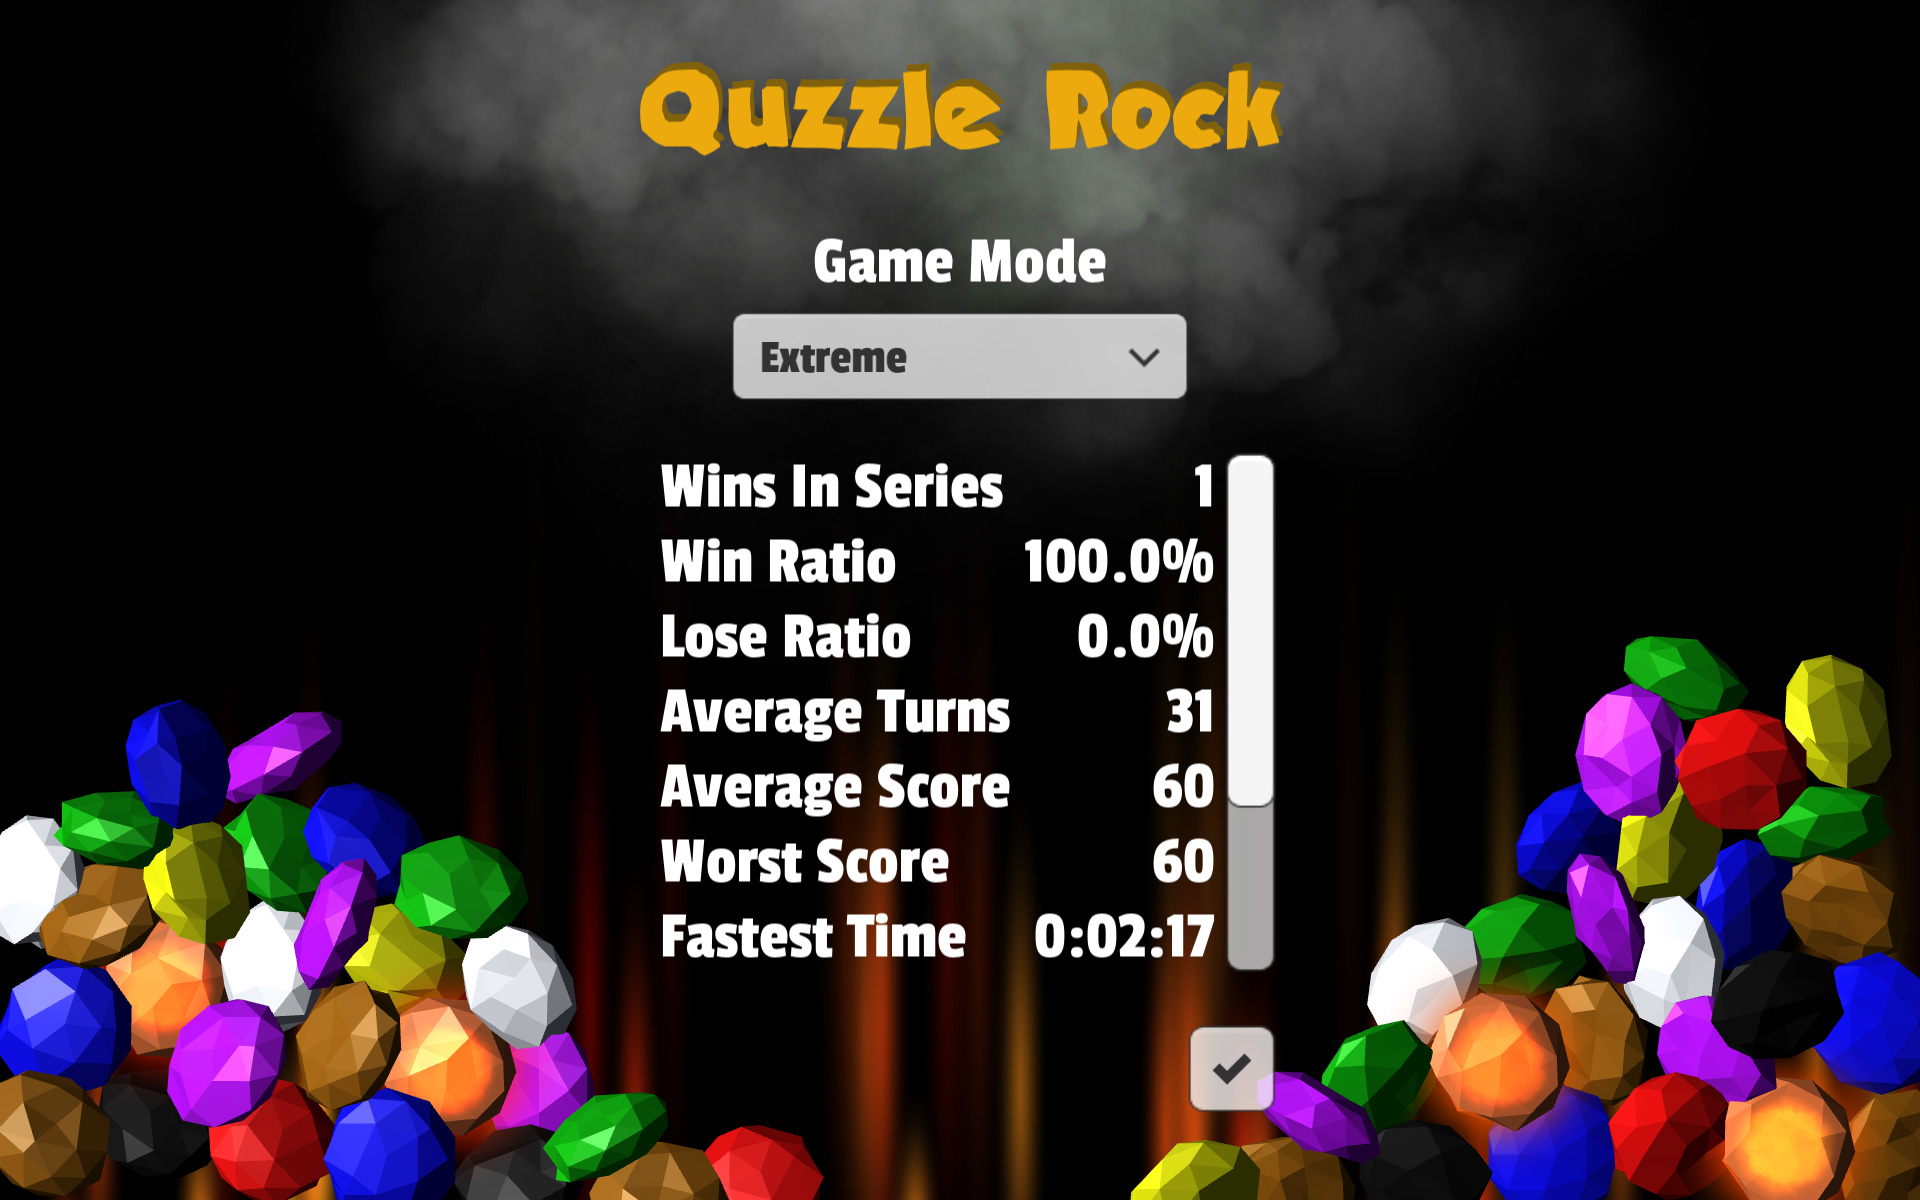 Quzzle Rock
Game Mode
Extreme
Wins In Series 1
Win Ratio 100.0%
Lose Ratio 0.0%
Average Turns 31
Average Score 60
Worst Score 60
Fastest Time 0:02:17